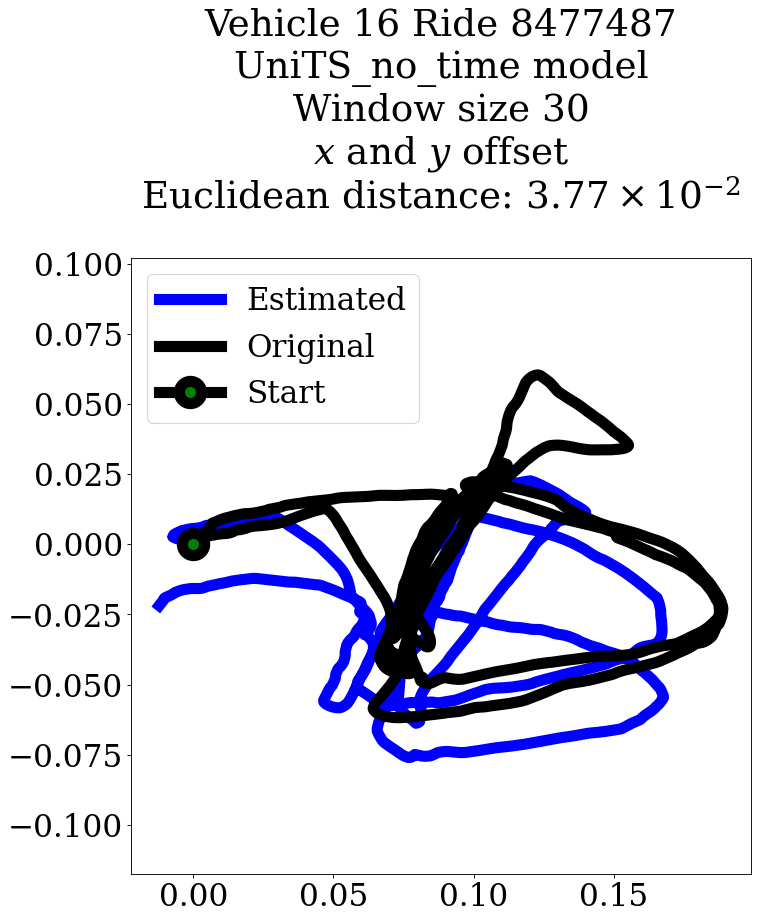 Vehicle 16 Ride 8477487
UniTS_no_time model
Window size 30
x and y offset
Euclidean distance: 3.77 × 10⁻²
0.100
0.075
0.050
0.025
0.000
−0.025
−0.050
−0.075
−0.100
Estimated
Original
Start
0.00 0.05 0.10 0.15